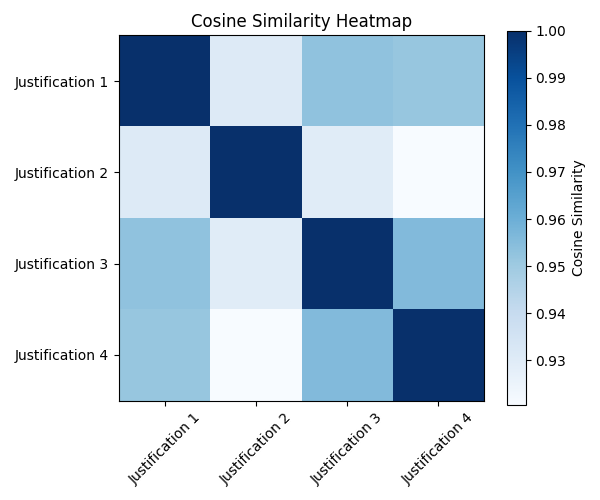 Cosine Similarity Heatmap
Justification 1
Justification 2
Justification 3
Justification 4
Justification 1
Justification 2
Justification 3
Justification 4
1.00
0.99
0.98
0.97
0.96
0.95
0.94
0.93
Cosine Similarity